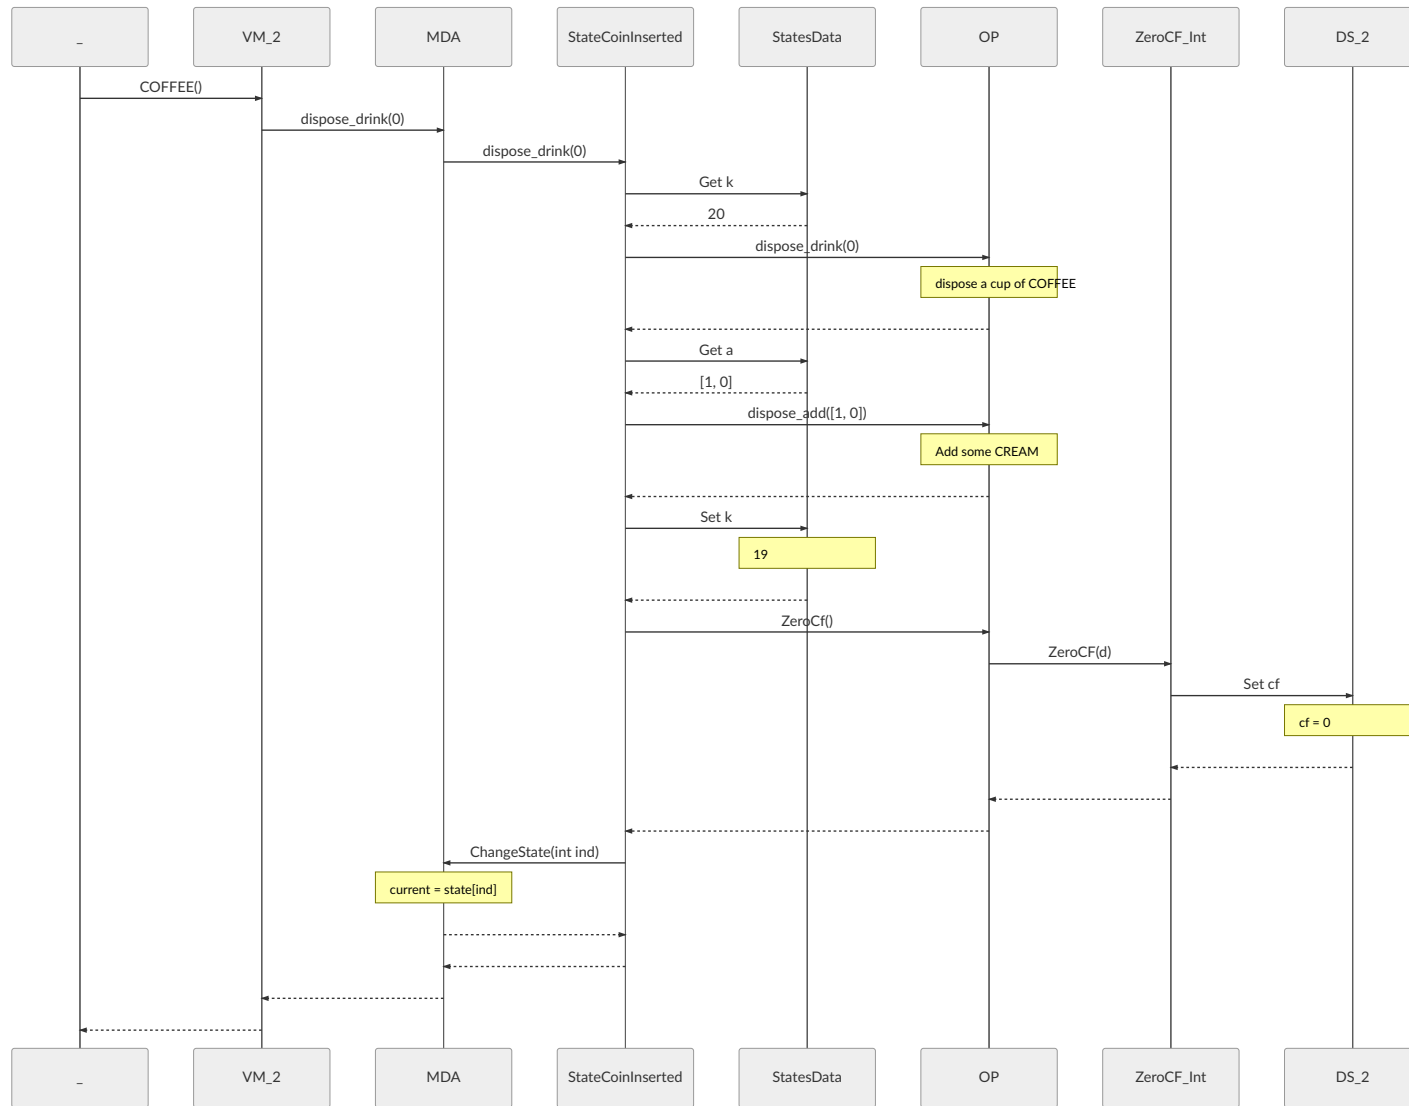 _
VM_2
MDA
StateCoinInserted
StatesData
OP
ZeroCF_Int
DS_2
COFFEE()
dispose_drink(0)
dispose_drink(0)
Get k
20
dispose_drink(0)
dispose a cup of COFFEE
Get a
[1, 0]
dispose_add([1, 0])
Add some CREAM
Set k
19
ZeroCf()
ZeroCF(d)
Set cf
cf = 0
ChangeState(int ind)
current = state[ind]
_
VM_2
MDA
StateCoinInserted
StatesData
OP
ZeroCF_Int
DS_2